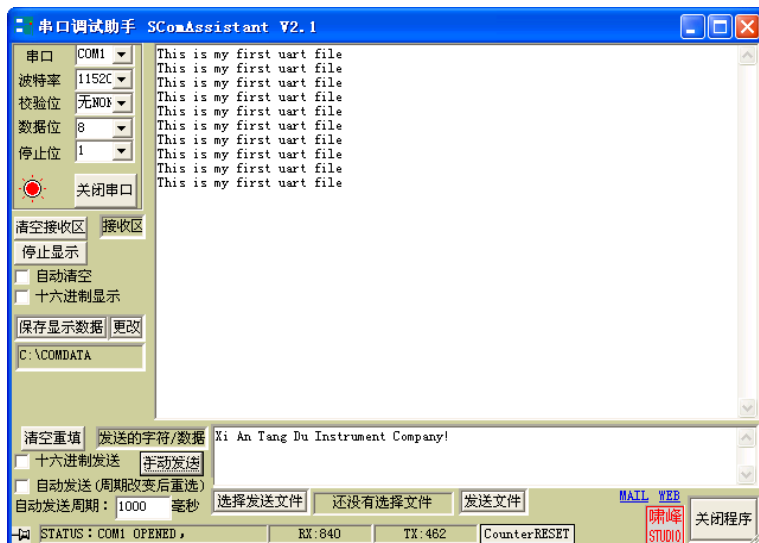 串口调试助手 SComAssistant V2.1
串口 COM1
波特率 11520
校验位 无NON
数据位 8
停止位 1
关闭串口
清空接收区 接收区
停止显示
自动清空
十六进制显示
保存显示数据 更改
C:\COMDATA
This is my first uart file
This is my first uart file
This is my first uart file
This is my first uart file
This is my first uart file
This is my first uart file
This is my first uart file
This is my first uart file
This is my first uart file
This is my first uart file
清空重填 发送的字符/数据 Xi An Tang Du Instrument Company!
十六进制发送 手动发送
自动发送(周期改变后重选)
自动发送周期: 1000 毫秒 选择发送文件 还没有选择文件 发送文件 MAIL WEB
啸峰
STUDIO
关闭程序
STATUS:COM1 OPENED, RX:840 TX:462 CounterRESET